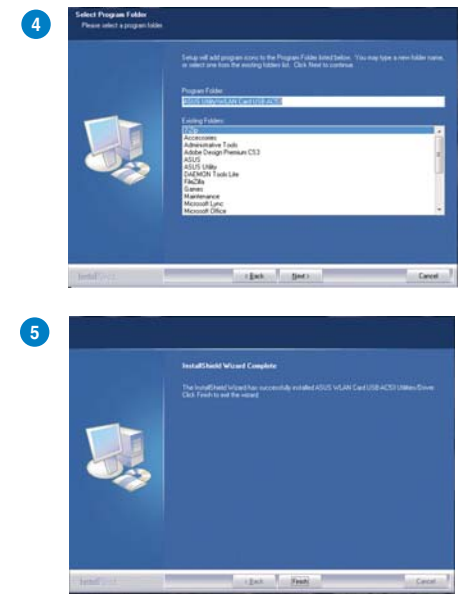 4
Select Program Folder
Please select a program folder.
Setup will add program icons to the Program Folder listed below. You may type a new folder name,
or select one from the existing folders list. Click Next to continue.
Program Folder:
ASUS Utility\WLAN Card USB-AC53
Existing Folders:
7-Zip
Accessories
Administrative Tools
Adobe Design Premium CS3
ASUS
ASUS Utility
DAEMON Tools Lite
FileZilla
Games
Maintenance
Microsoft Lync
Microsoft Office
InstallShield
< Back
Next >
Cancel
5
InstallShield Wizard Complete
The InstallShield Wizard has successfully installed ASUS WLAN Card USB-AC53 Utilities/Driver.
Click Finish to exit the wizard.
InstallShield
< Back
Finish
Cancel